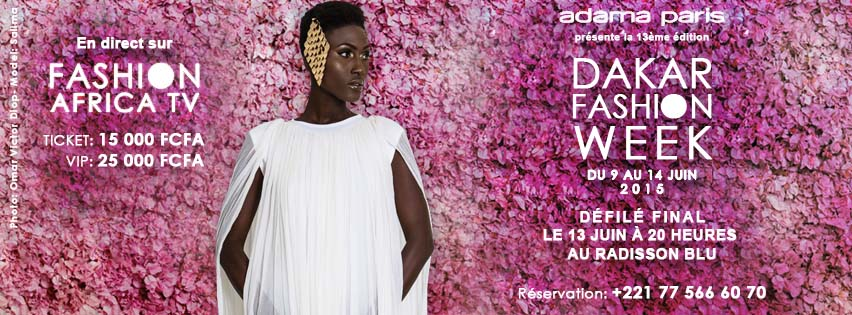 Photo: Omar Victor Diop- Model: Salima
En direct sur
FASHION
AFRICA TV
TICKET: 15 000 FCFA
VIP: 25 000 FCFA
adama paris
présente la 13ème édition
DAKAR
FASHION
WEEK
DU 9 AU 14 JUIN
2015
DÉFILÉ FINAL
LE 13 JUIN À 20 HEURES
AU RADISSON BLU
Réservation: +221 77 566 60 70